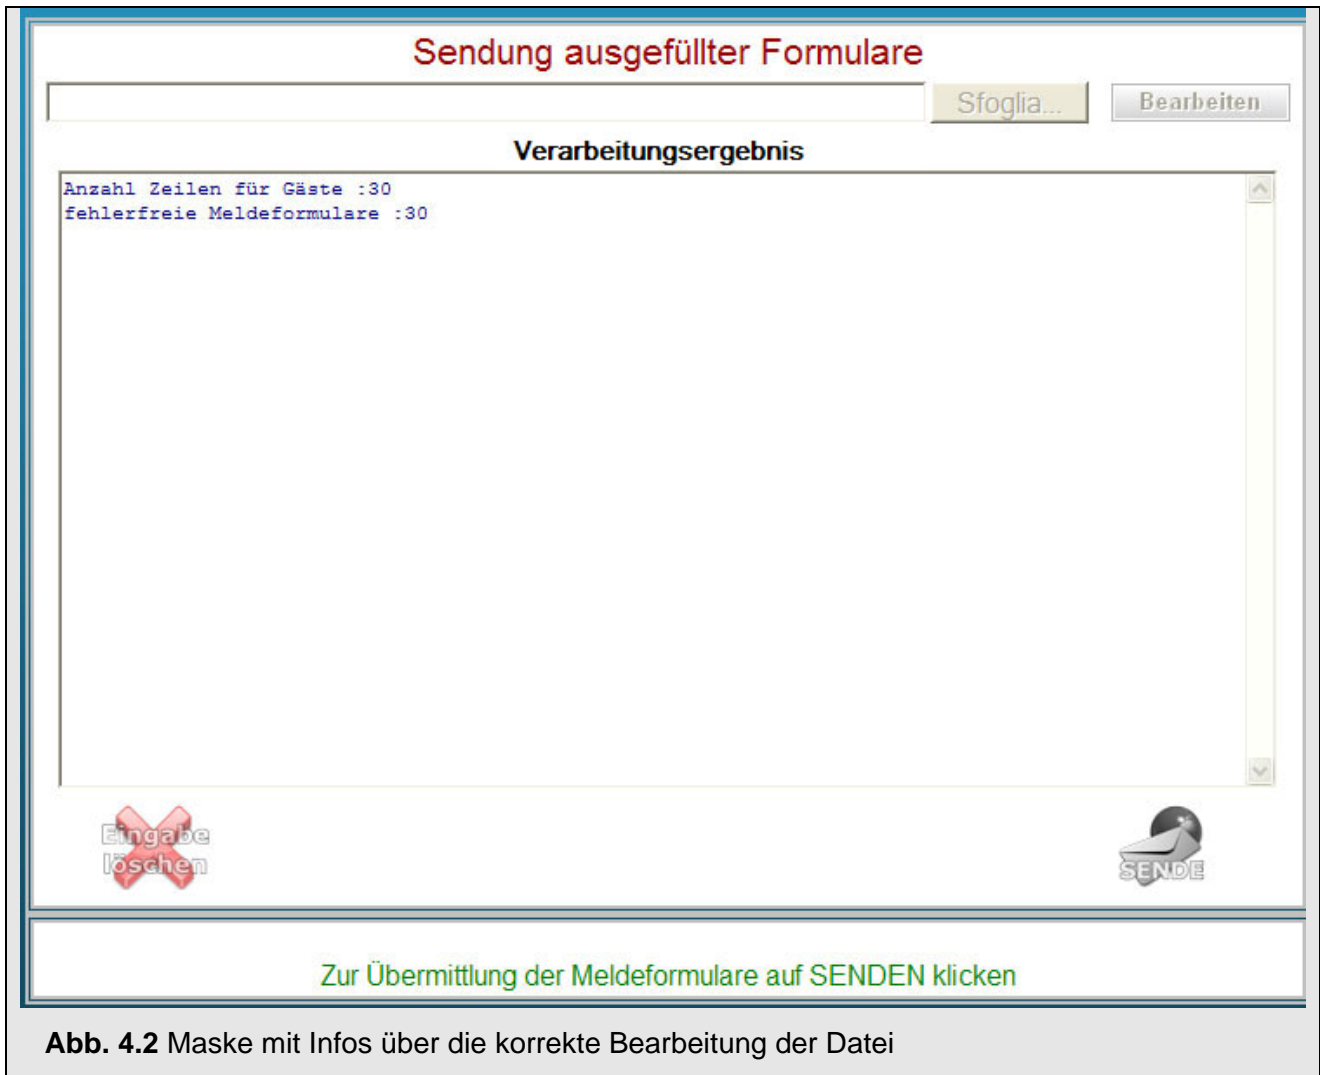 Sendung ausgefüllter Formulare
Sfoglia... Bearbeiten
Verarbeitungsergebnis
Anzahl Zeilen für Gäste :30
fehlerfreie Meldeformulare :30
Eingabe
löschen
SENDE
Zur Übermittlung der Meldeformulare auf SENDEN klicken
Abb. 4.2 Maske mit Infos über die korrekte Bearbeitung der Datei